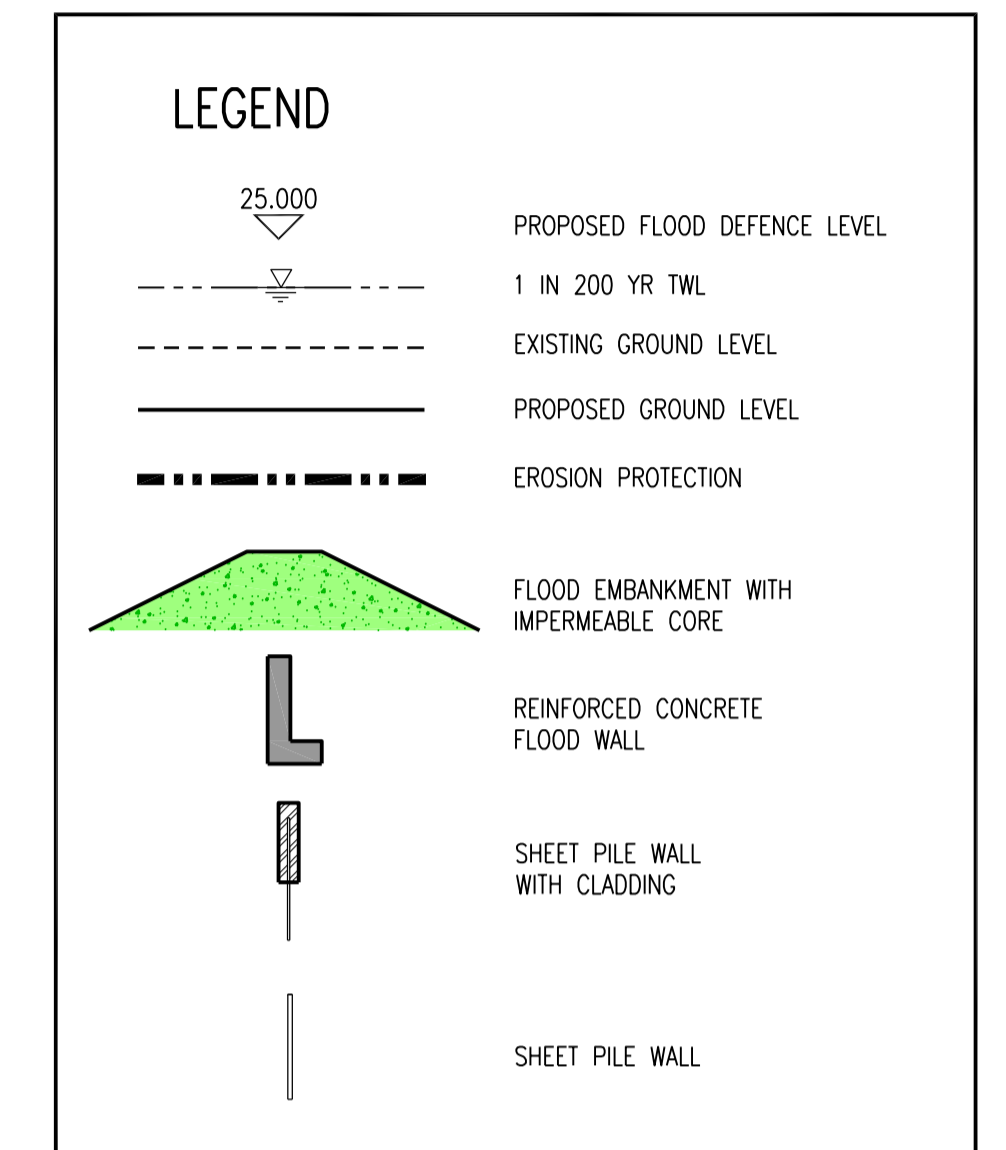 LEGEND
25.000
PROPOSED FLOOD DEFENCE LEVEL
1 IN 200 YR TWL
EXISTING GROUND LEVEL
PROPOSED GROUND LEVEL
EROSION PROTECTION
FLOOD EMBANKMENT WITH
IMPERMEABLE CORE
REINFORCED CONCRETE
FLOOD WALL
SHEET PILE WALL
WITH CLADDING
SHEET PILE WALL